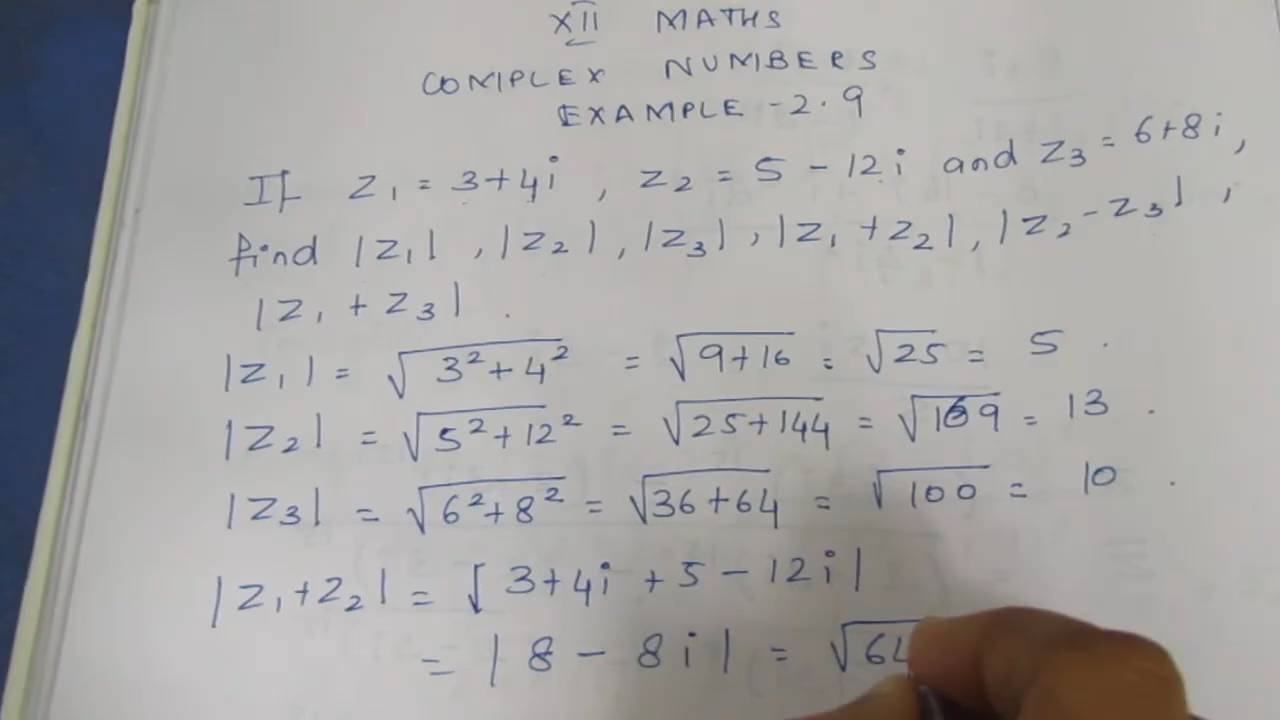 XII MATHS
COMPLEX NUMBERS
EXAMPLE - 2.9
If z₁ = 3+4i , z₂ = 5 - 12i and z₃ = 6+8i ,
find |z₁| , |z₂| , |z₃| , |z₁ + z₂| , |z₂ - z₃| ,
|z₁ + z₃| .
|z₁| = √(3² + 4²) = √(9+16) = √25 = 5 .
|z₂| = √(5² + 12²) = √(25+144) = √169 = 13 .
|z₃| = √(6² + 8²) = √(36+64) = √100 = 10 .
|z₁+z₂| = | 3+4i + 5 - 12i |
= | 8 - 8i | = √64